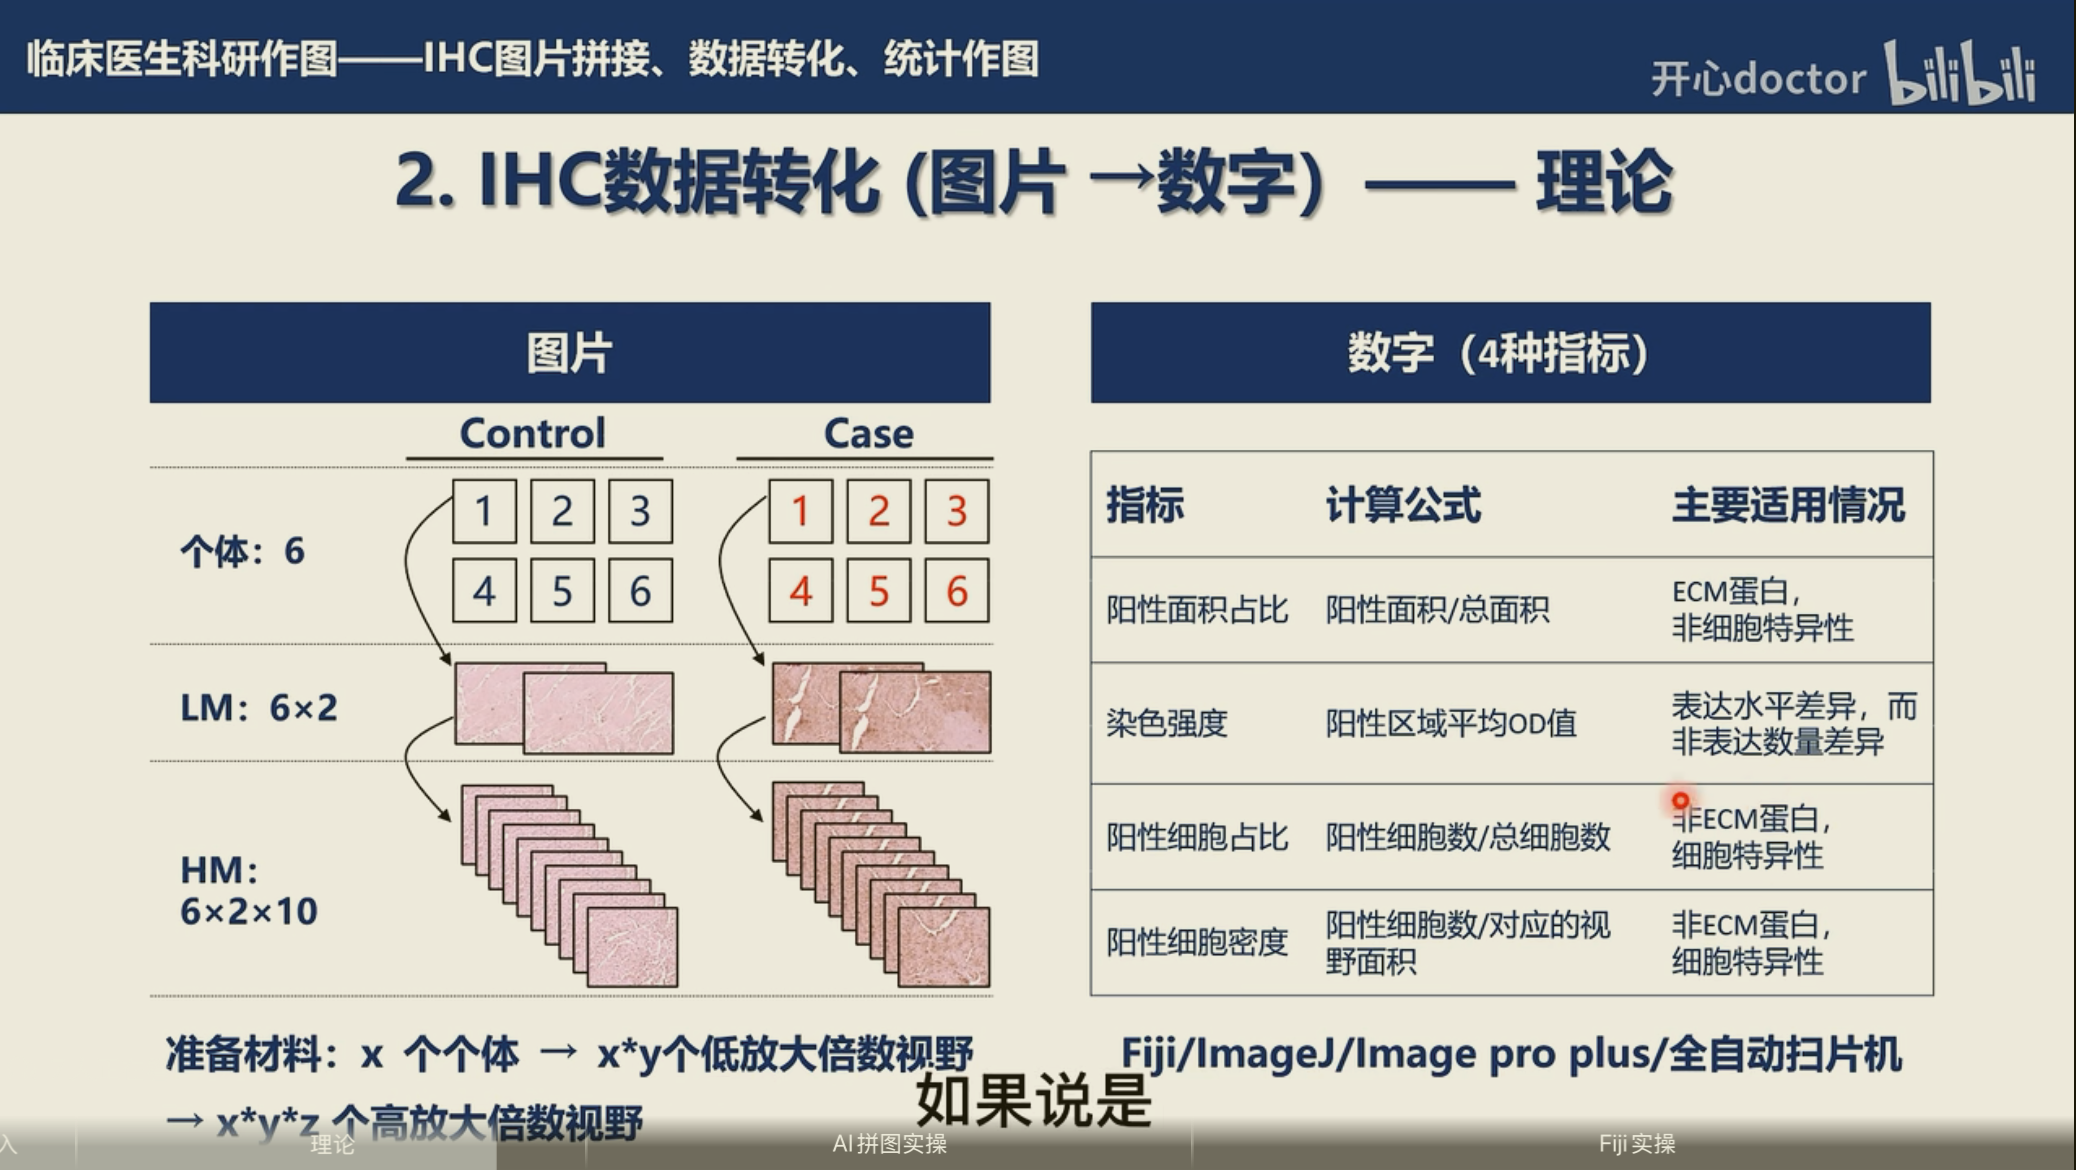 临床医生科研作图——IHC图片拼接、数据转化、统计作图
开心doctor bilibili
2. IHC数据转化 (图片 →数字) —— 理论
图片
Control Case
个体：6
1 2 3
4 5 6
1 2 3
4 5 6
LM：6×2
HM：
6×2×10
准备材料：x 个个体 → x*y个低放大倍数视野
→ x*y*z 个高放大倍数视野
数字（4种指标）
指标 计算公式 主要适用情况
阳性面积占比 阳性面积/总面积 ECM蛋白，
非细胞特异性
染色强度 阳性区域平均OD值 表达水平差异，而
非表达数量差异
阳性细胞占比 阳性细胞数/总细胞数 非ECM蛋白，
细胞特异性
阳性细胞密度 阳性细胞数/对应的视
野面积 非ECM蛋白，
细胞特异性
Fiji/ImageJ/Image pro plus/全自动扫片机
如果说是
入 理论 AI拼图实操 Fiji实操